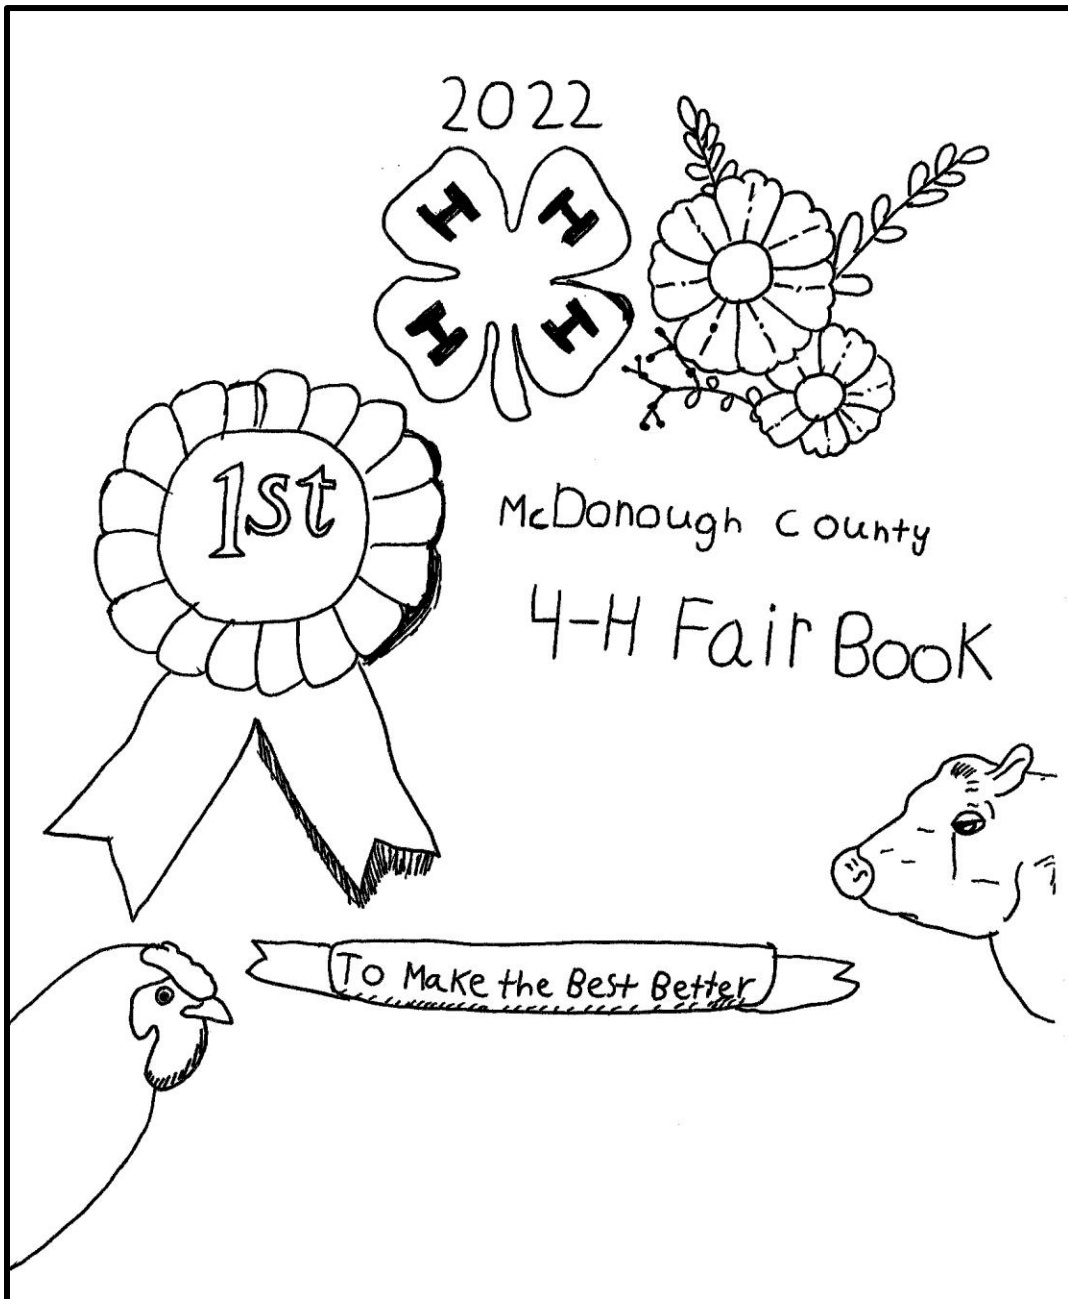 2022
H H
H H
1st
McDonough County
4-H Fair Book
To Make the Best Better